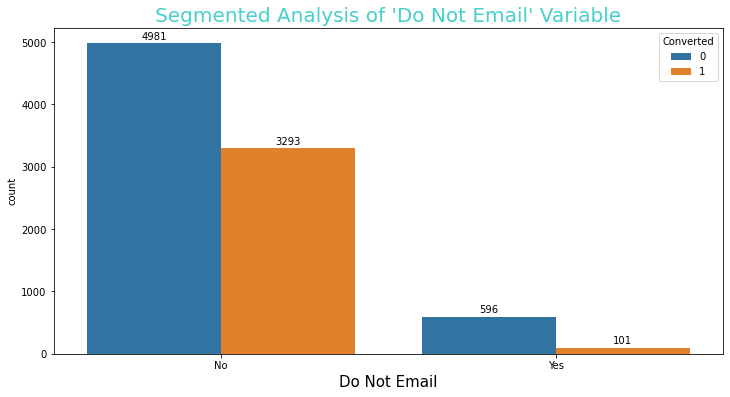 Segmented Analysis of 'Do Not Email' Variable
Converted
0
1
count
5000
4000
3000
2000
1000
0
4981
3293
596
101
No
Yes
Do Not Email